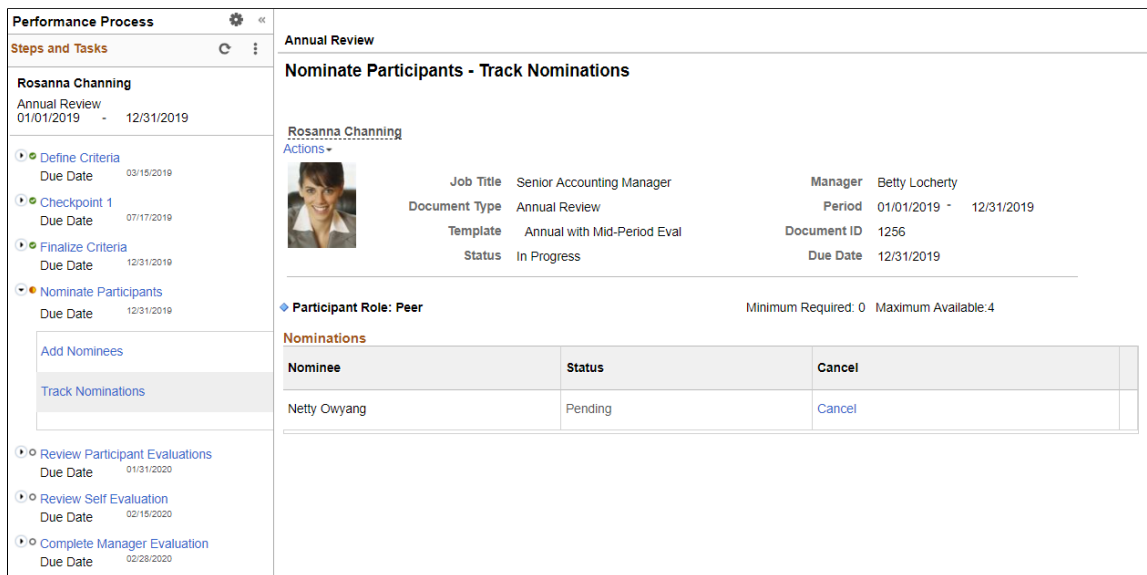 Performance Process
«
Steps and Tasks
Rosanna Channing
Annual Review
01/01/2019 - 12/31/2019
Define Criteria
Due Date 03/15/2019
Checkpoint 1
Due Date 07/17/2019
Finalize Criteria
Due Date 12/31/2019
Nominate Participants
Due Date 12/31/2019
Add Nominees
Track Nominations
Review Participant Evaluations
Due Date 01/31/2020
Review Self Evaluation
Due Date 02/15/2020
Complete Manager Evaluation
Due Date 02/28/2020
Annual Review
Nominate Participants - Track Nominations
Rosanna Channing
Actions
Job Title Senior Accounting Manager Manager Betty Locherty
Document Type Annual Review Period 01/01/2019 - 12/31/2019
Template Annual with Mid-Period Eval Document ID 1256
Status In Progress Due Date 12/31/2019
Participant Role: Peer Minimum Required: 0 Maximum Available:4
Nominations
Nominee Status Cancel
Netty Owyang Pending Cancel